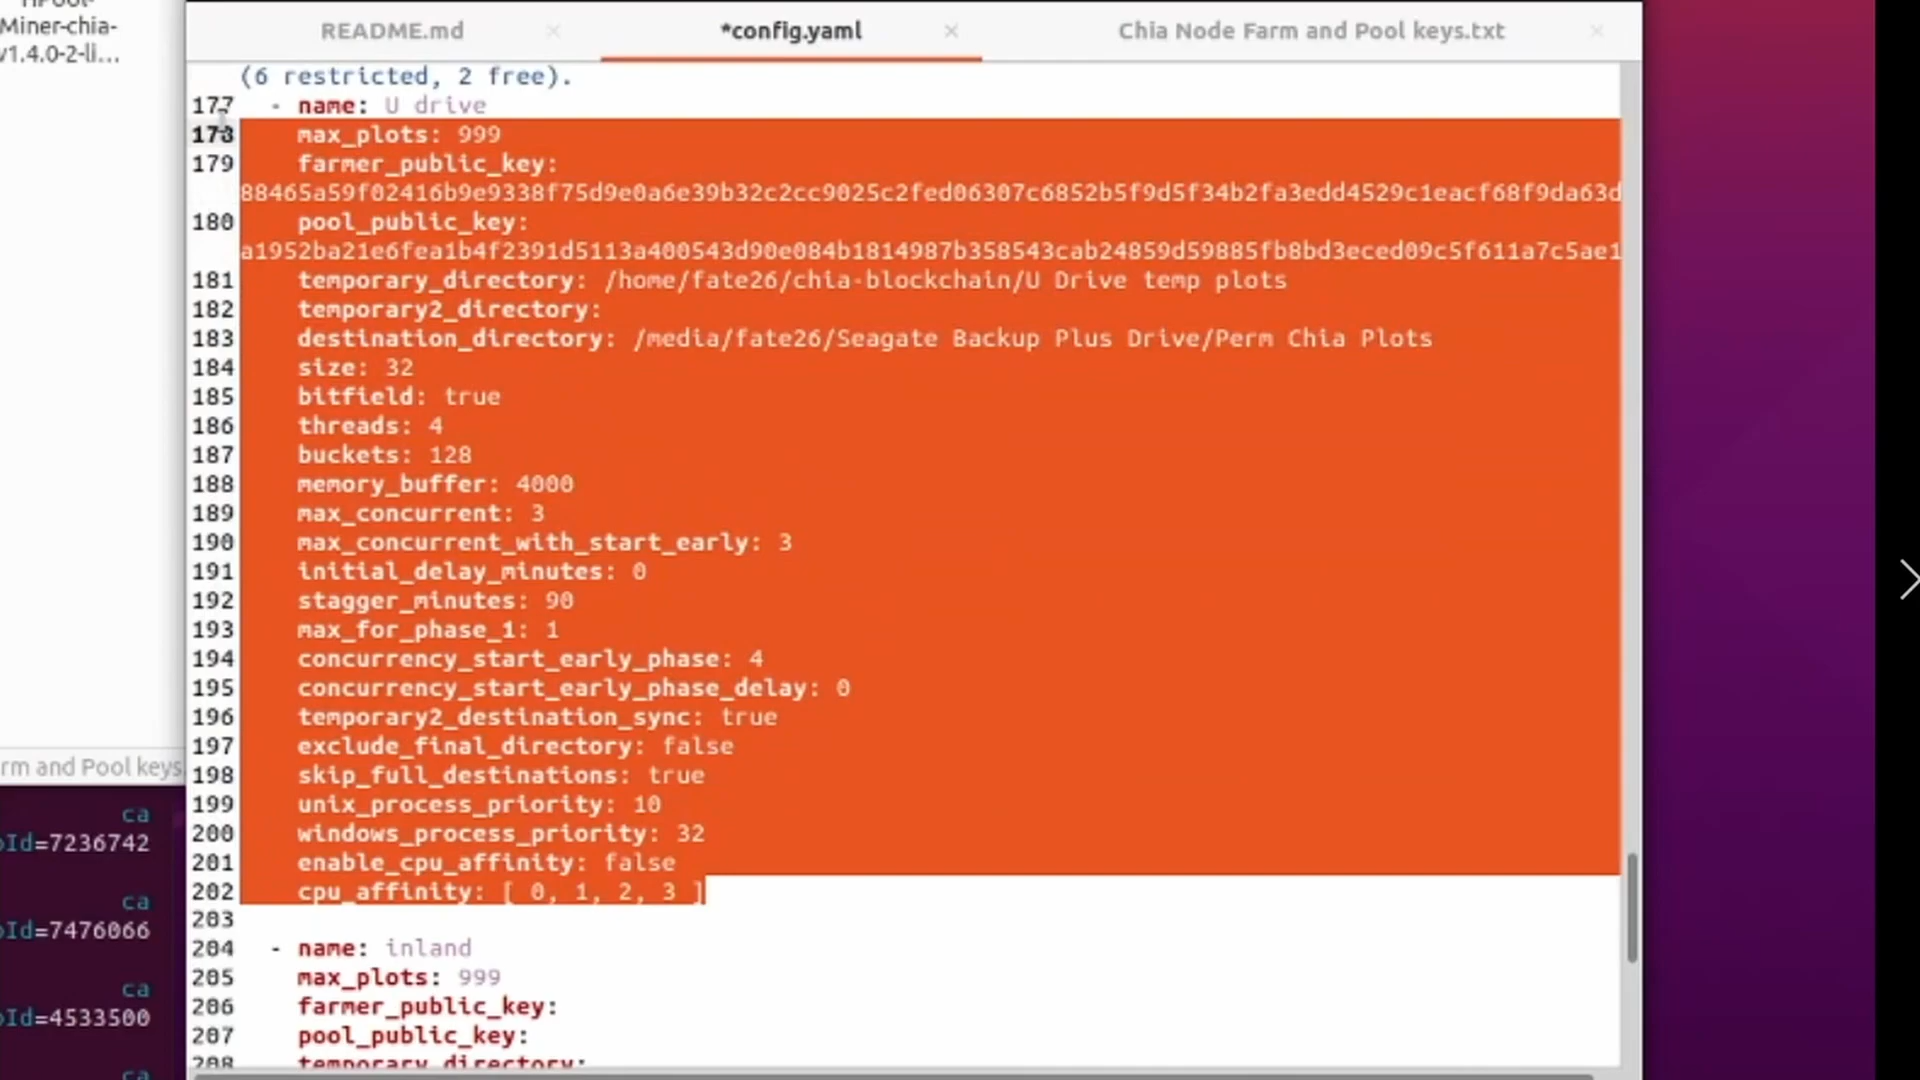 Miner-chia-
v1.4.0-2-li...
README.md
*config.yaml
Chia Node Farm and Pool keys.txt
(6 restricted, 2 free).
177 - name: U drive
178 max_plots: 999
179 farmer_public_key:
88465a59f02416b9e9338f75d9e0a6e39b32c2cc9025c2fed06307c6852b5f9d5f34b2fa3edd4529c1eacf68f9da63d
180 pool_public_key:
a1952ba21e6fea1b4f2391d5113a400543d90e084b1814987b358543cab24859d59885fb8bd3eced09c5f611a7c5ae1
181 temporary_directory: /home/fate26/chia-blockchain/U Drive temp plots
182 temporary2_directory:
183 destination_directory: /media/fate26/Seagate Backup Plus Drive/Perm Chia Plots
184 size: 32
185 bitfield: true
186 threads: 4
187 buckets: 128
188 memory_buffer: 4000
189 max_concurrent: 3
190 max_concurrent_with_start_early: 3
191 initial_delay_minutes: 0
192 stagger_minutes: 90
193 max_for_phase_1: 1
194 concurrency_start_early_phase: 4
195 concurrency_start_early_phase_delay: 0
196 temporary2_destination_sync: true
197 exclude_final_directory: false
198 skip_full_destinations: true
199 unix_process_priority: 10
200 windows_process_priority: 32
201 enable_cpu_affinity: false
202 cpu_affinity: [ 0, 1, 2, 3 ]
203
204 - name: inland
205 max_plots: 999
206 farmer_public_key:
207 pool_public_key:
208 temporary_directory:
rm and Pool keys
ca
Id=7236742
ca
Id=7476066
ca
Id=4533500
ca